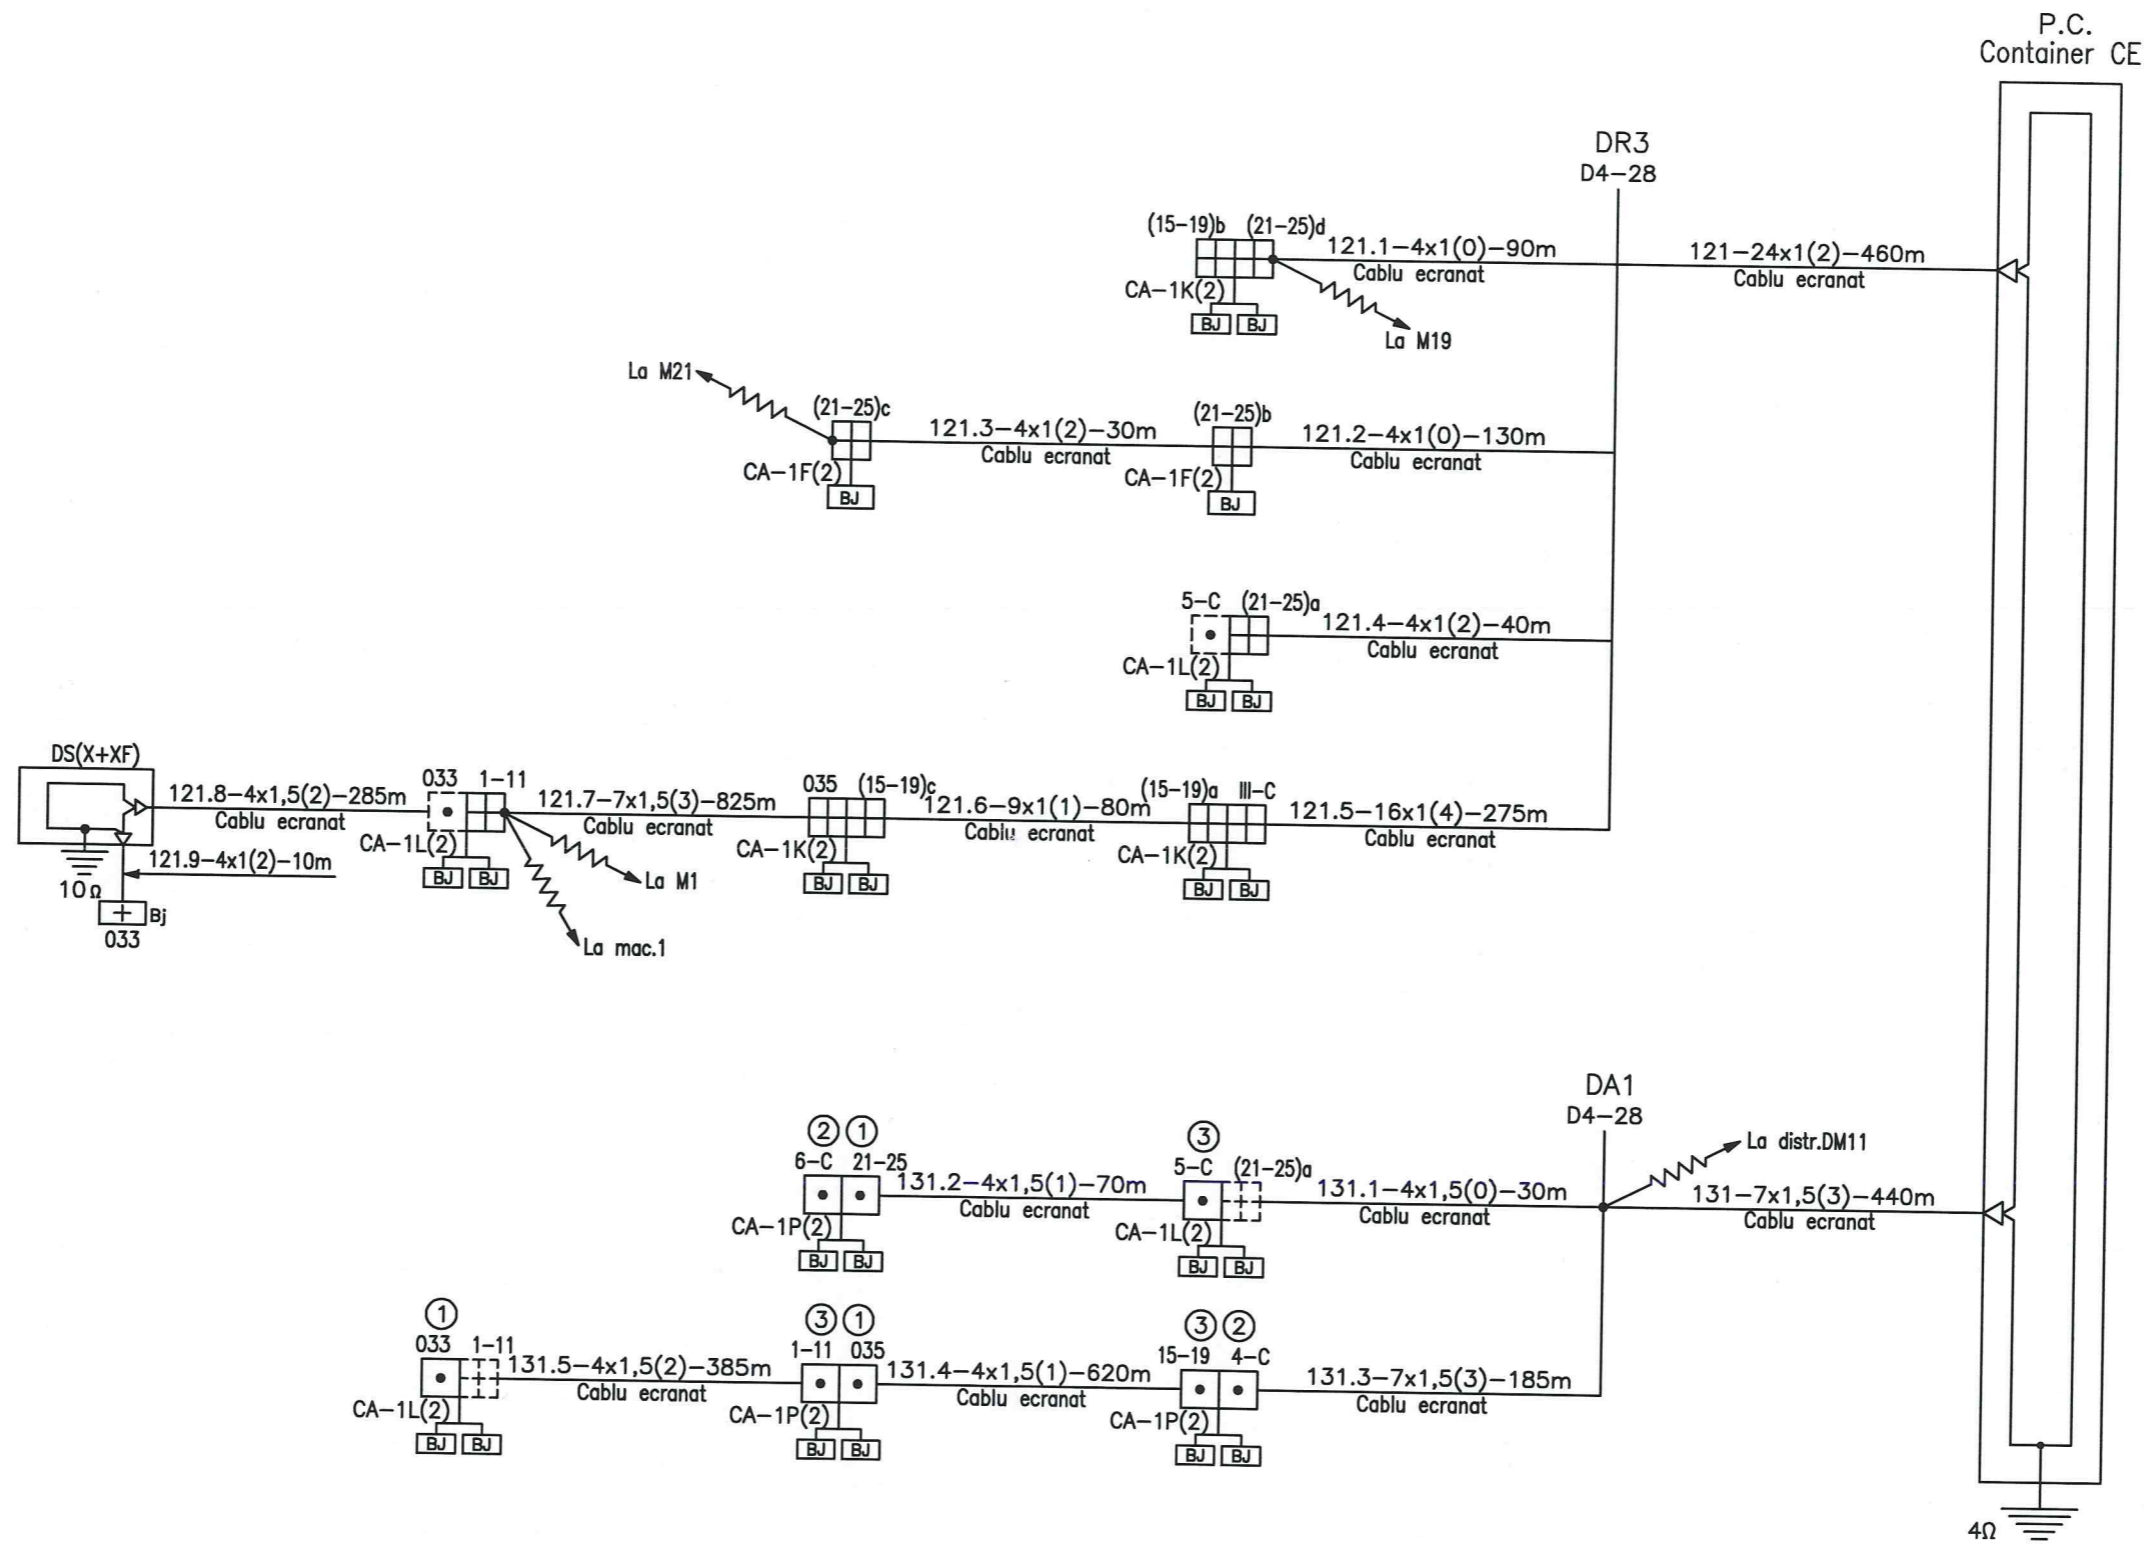 P.C.
Container CE
DR3
D4-28
(15-19)b (21-25)d
121.1-4x1(0)-90m
Cablu ecranat
121-24x1(2)-460m
Cablu ecranat
CA-1K(2)
BJ BJ
La M19
La M21
(21-25)c
121.3-4x1(2)-30m
Cablu ecranat
(21-25)b
121.2-4x1(0)-130m
Cablu ecranat
CA-1F(2)
BJ
CA-1F(2)
BJ
5-C (21-25)a
121.4-4x1(2)-40m
Cablu ecranat
CA-1L(2)
BJ BJ
DS(X+XF)
121.8-4x1,5(2)-285m
Cablu ecranat
033 1-11
121.7-7x1,5(3)-825m
Cablu ecranat
035 (15-19)c
121.6-9x1(1)-80m
Cablu ecranat
(15-19)a III-C
121.5-16x1(4)-275m
Cablu ecranat
CA-1L(2)
BJ BJ
CA-1K(2)
BJ BJ
CA-1K(2)
BJ BJ
121.9-4x1(2)-10m
10Ω
Bj
033
La M1
La mac.1
DA1
D4-28
La distr.DM11
2 1
6-C 21-25
131.2-4x1,5(1)-70m
Cablu ecranat
3
5-C (21-25)a
131.1-4x1,5(0)-30m
Cablu ecranat
131-7x1,5(3)-440m
Cablu ecranat
CA-1P(2)
BJ BJ
CA-1L(2)
BJ BJ
1
033 1-11
131.5-4x1,5(2)-385m
Cablu ecranat
3 1
1-11 035
131.4-4x1,5(1)-620m
Cablu ecranat
3 2
15-19 4-C
131.3-7x1,5(3)-185m
Cablu ecranat
CA-1L(2)
BJ BJ
CA-1P(2)
BJ BJ
CA-1P(2)
BJ BJ
4Ω